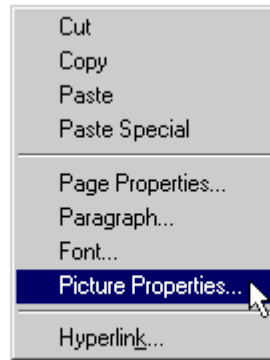 Cut
Copy
Paste
Paste Special
Page Properties...
Paragraph...
Font...
Picture Properties...
Hyperlink...